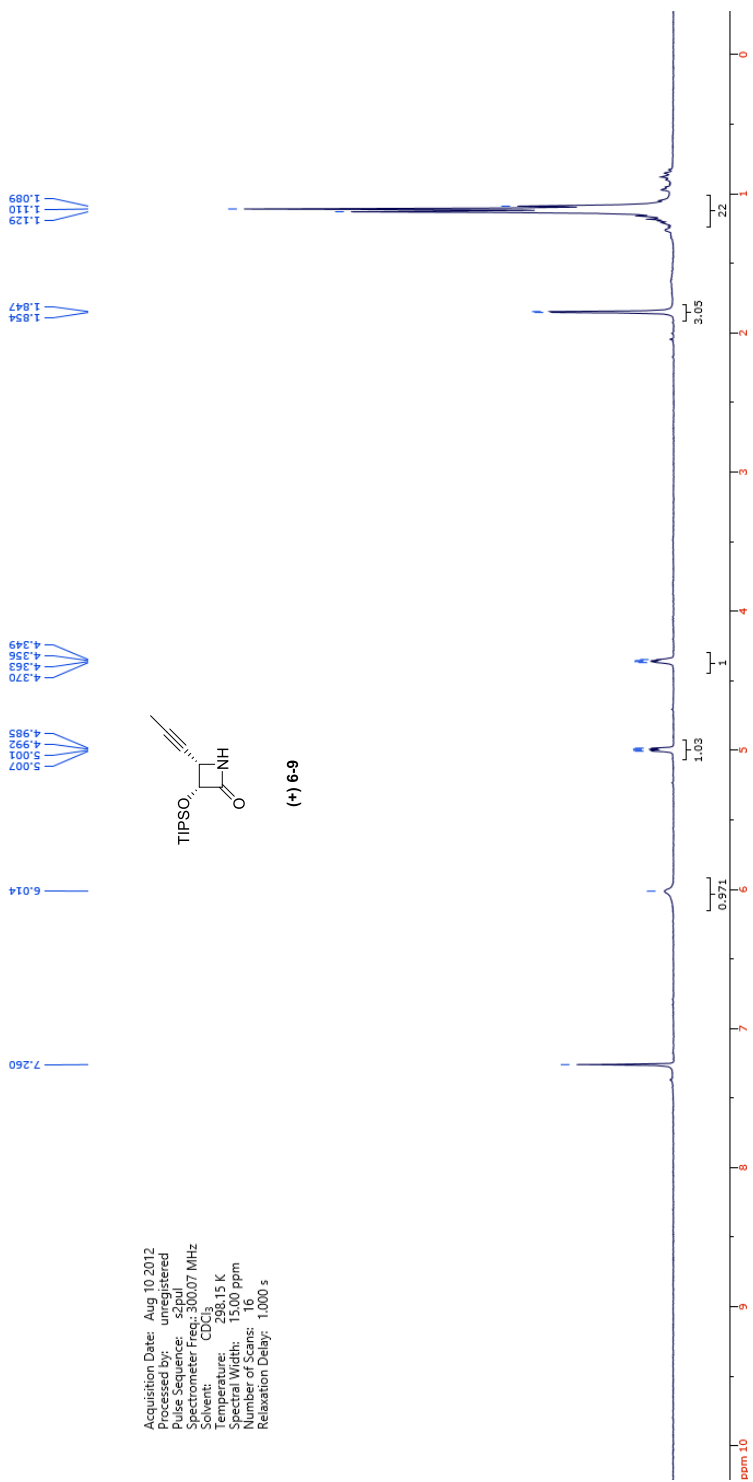 Acquisition Date: Aug 10 2012
Processed by: unregistered
Pulse Sequence: s2pul
Spectrometer Freq.: 300.07 MHz
Solvent: CDCl3
Temperature: 298.15 K
Spectral Width: 15.00 ppm
Number of Scans: 16
Relaxation Delay: 1.000 s
7.260
6.014
5.007
5.001
4.992
4.985
4.370
4.363
4.356
4.349
1.854
1.847
1.129
1.110
1.089
TIPSO
O
NH
(+) 6-9
0.971
1.03
1
3.05
22
ppm 10
9
8
7
6
5
4
3
2
1
0